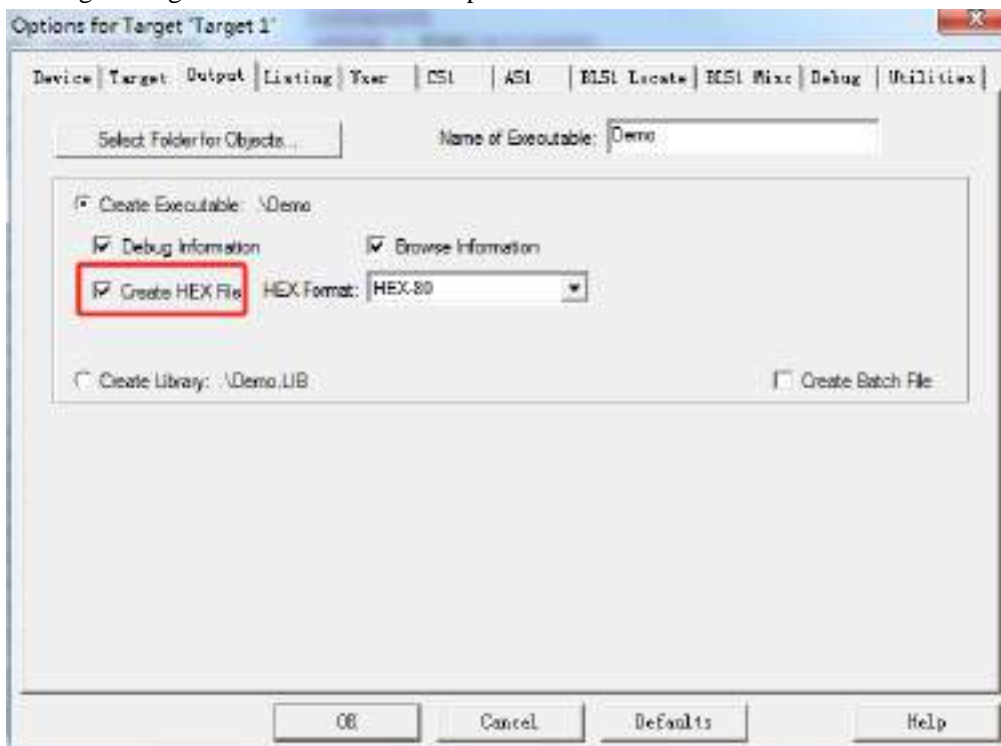 Options for Target 'Target 1'
Device Target Output Listing User C51 A51 BL51 Locate BL51 Misc Debug Utilities
Select Folder for Objects... Name of Executable: Demo
Create Executable: .\Demo
Debug Information Browse Information
Create HEX File HEX Format: HEX-80
Create Library: .\Demo.LIB Create Batch File
OK Cancel Defaults Help